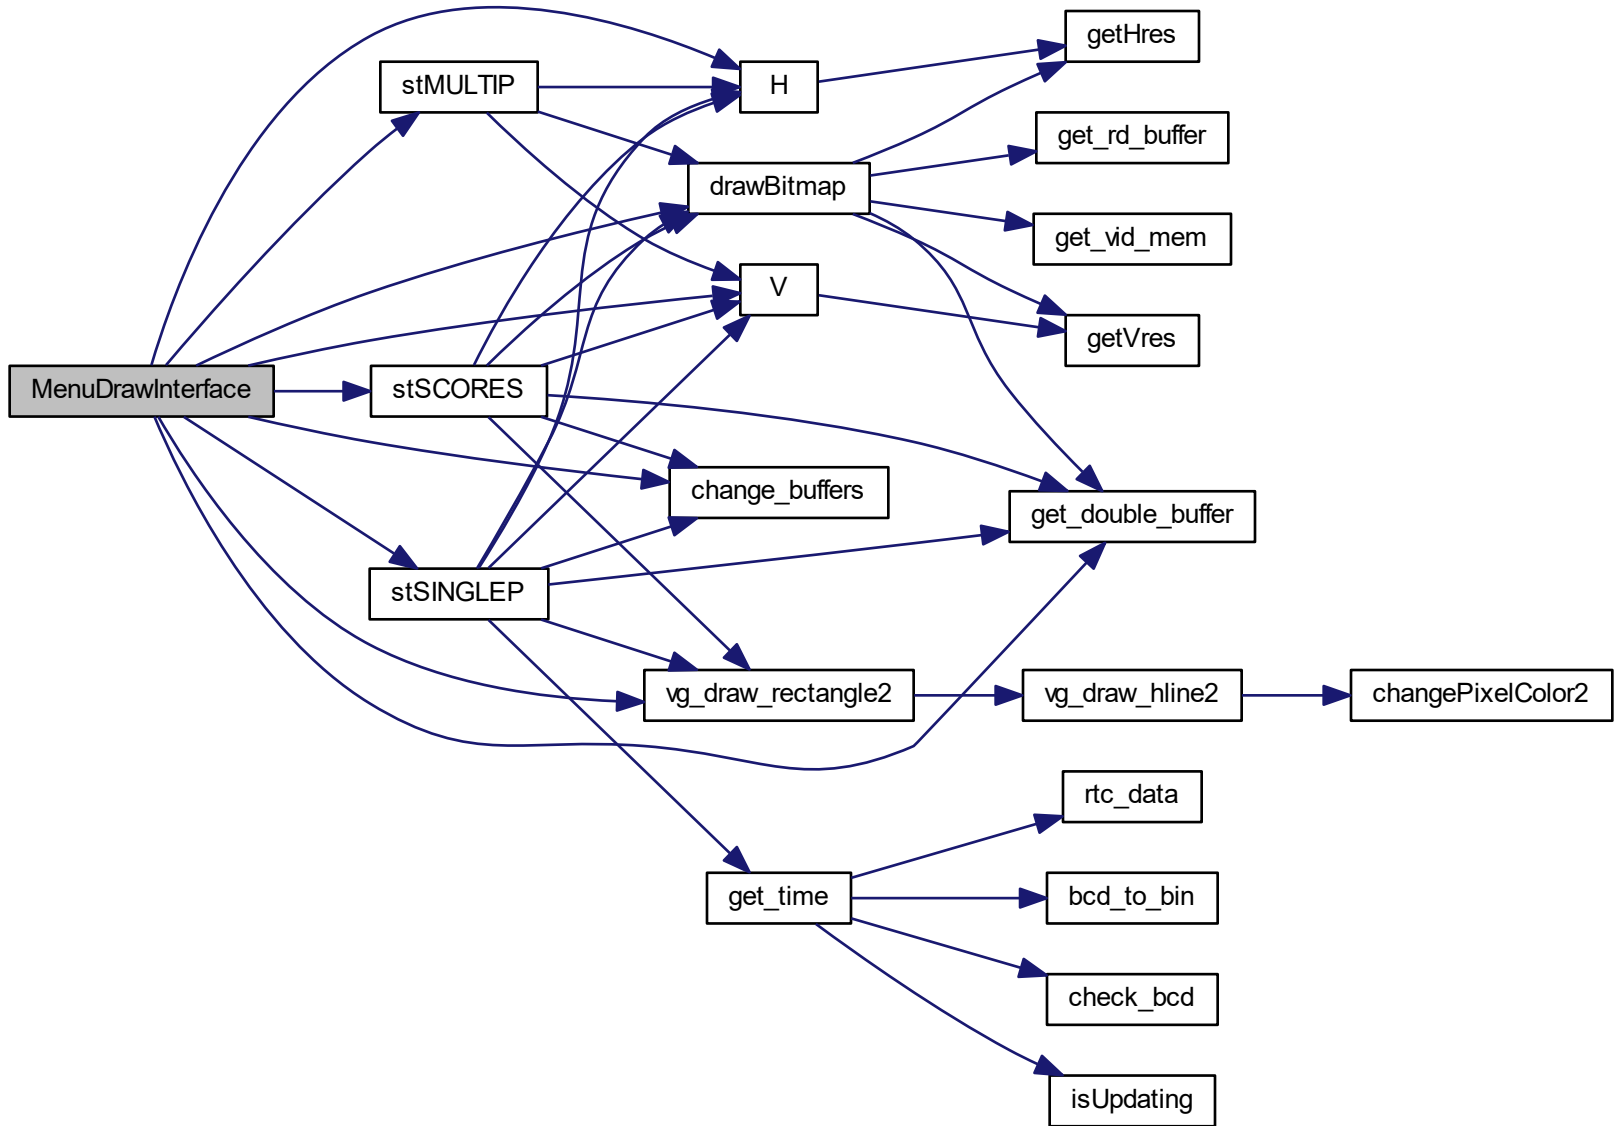 getHres
stMULTIP
H
get_rd_buffer
drawBitmap
get_vid_mem
V
getVres
MenuDrawInterface
stSCORES
change_buffers
get_double_buffer
stSINGLEP
vg_draw_rectangle2
vg_draw_hline2
changePixelColor2
rtc_data
get_time
bcd_to_bin
check_bcd
isUpdating